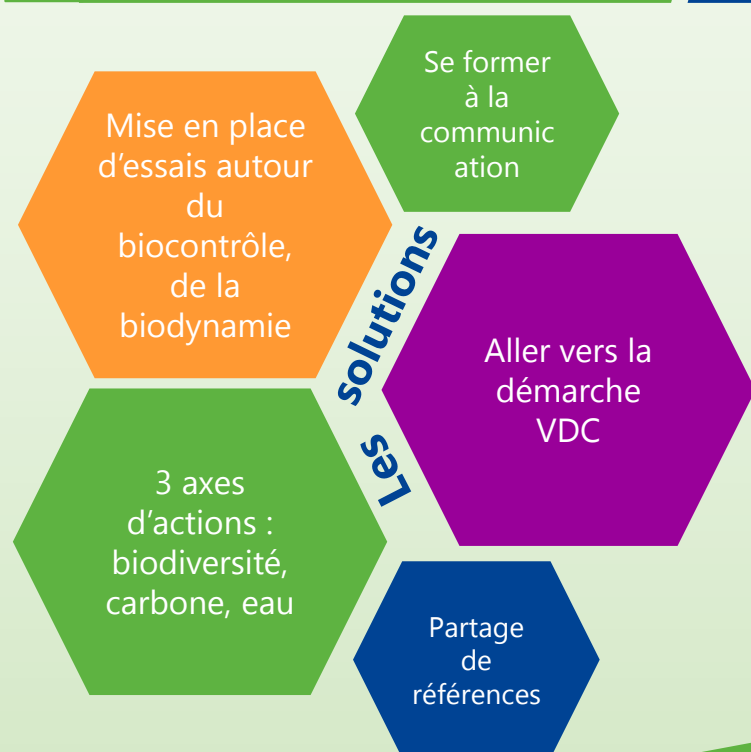 Se former
à la
communic
ation
Mise en place
d'essais autour
du
biocontrôle,
de la
biodynamie
Les solutions
Aller vers la
démarche
VDC
3 axes
d'actions :
biodiversité,
carbone, eau
Partage
de
références